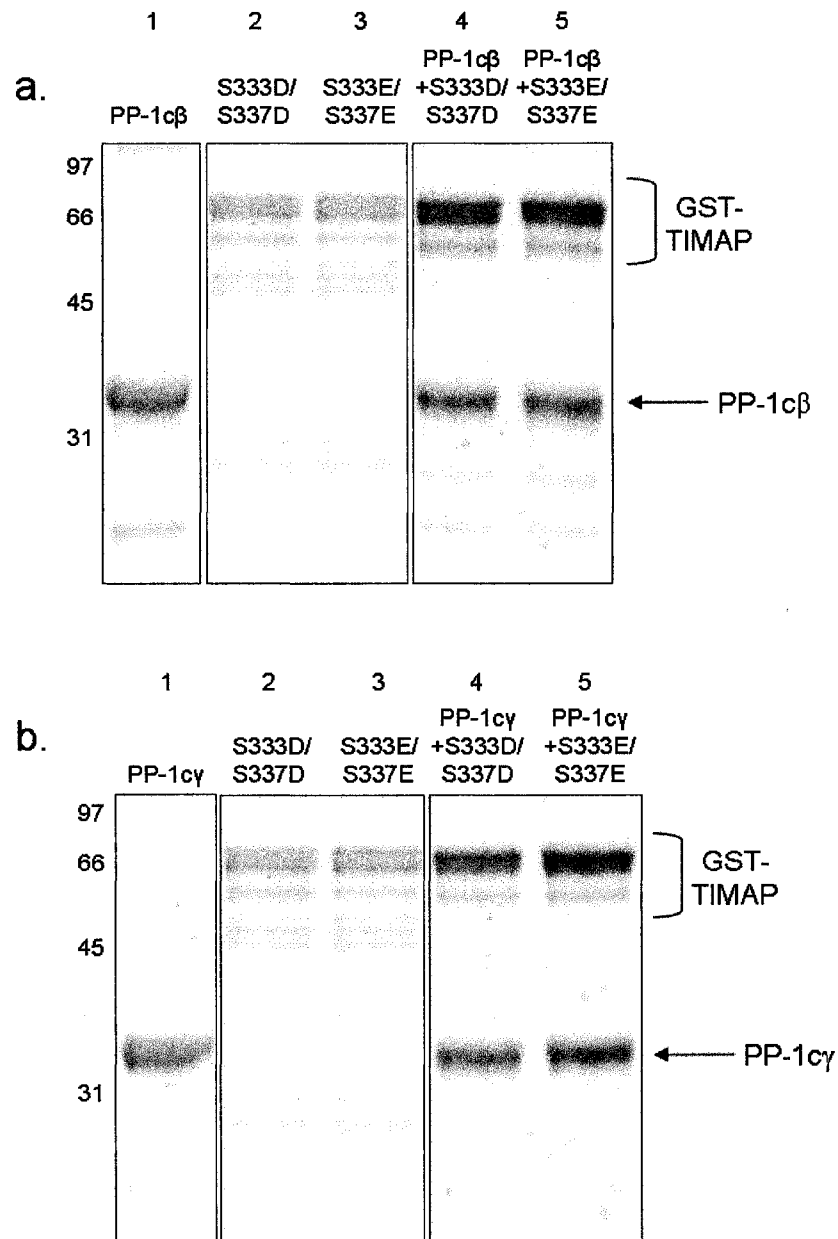 1 2 3 4 5
a.
PP-1cβ
S333D/
S337D
S333E/
S337E
PP-1cβ
+S333D/
S337D
PP-1cβ
+S333E/
S337E
97
66
45
31
GST-
TIMAP
PP-1cβ
1 2 3 4 5
b.
PP-1cγ
S333D/
S337D
S333E/
S337E
PP-1cγ
+S333D/
S337D
PP-1cγ
+S333E/
S337E
97
66
45
31
GST-
TIMAP
PP-1cγ